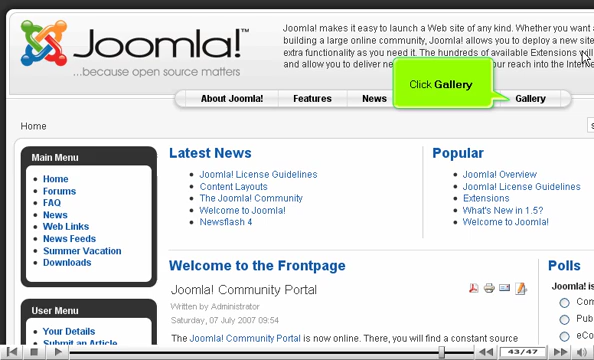 Joomla!™
...because open source matters
Joomla! makes it easy to launch a Web site of any kind. Whether you want a
building a large online community, Joomla! allows you to deploy a new site
extra functionality as you need it. The hundreds of available Extensions will
and allow you to deliver your reach into the Interne
Click Gallery
About Joomla!
Features
News
Gallery
Home
Main Menu
Home
Forums
FAQ
News
Web Links
News Feeds
Summer Vacation
Downloads
Latest News
Joomla! License Guidelines
Content Layouts
The Joomla! Community
Welcome to Joomla!
Newsflash 4
Popular
Joomla! Overview
Joomla! License Guidelines
Extensions
What's New in 1.5?
Welcome to Joomla!
Welcome to the Frontpage
Joomla! Community Portal
Written by Administrator
Saturday, 07 July 2007 09:54
The Joomla! Community Portal is now online. There, you will find a constant source
Polls
Joomla! is
Com
Pub
eCo
User Menu
Your Details
Submit an Article
43/47